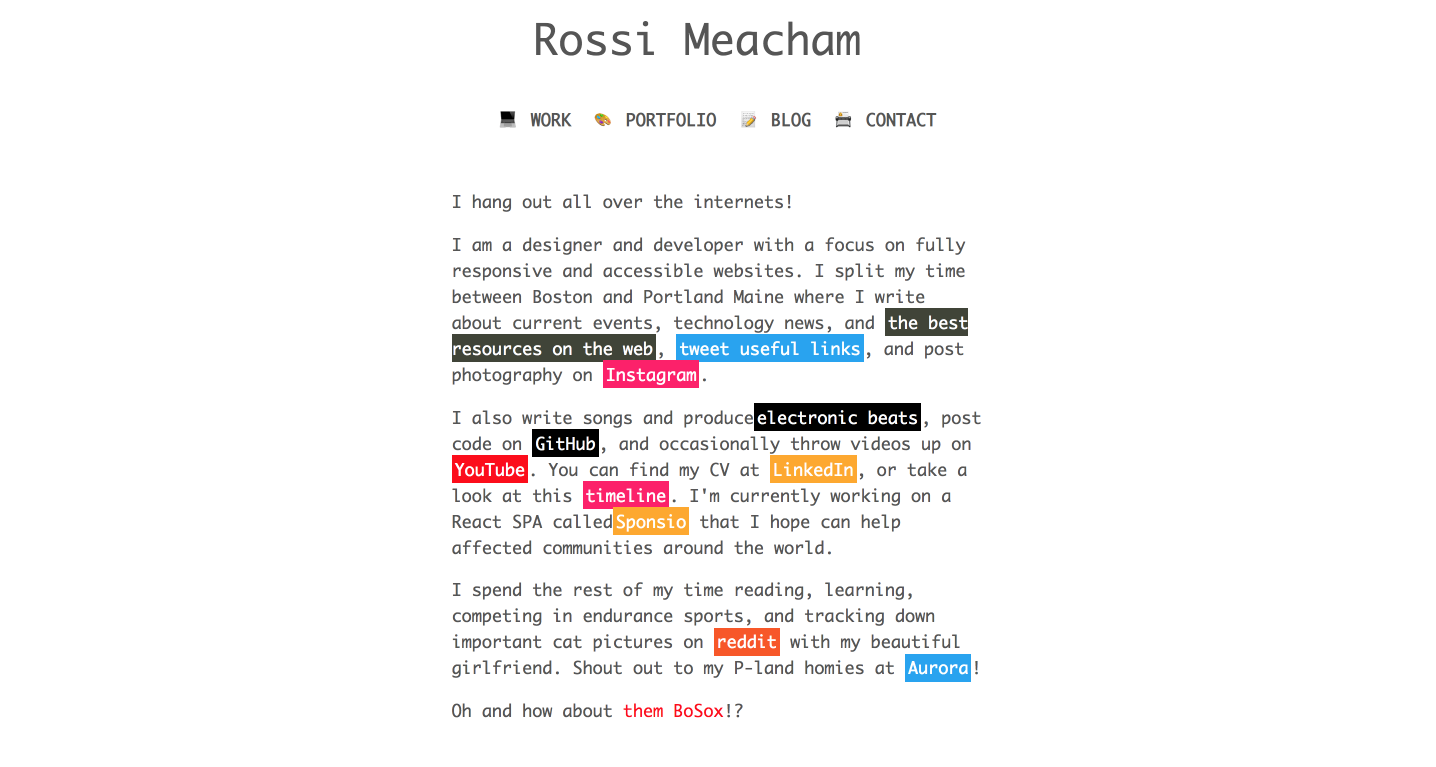 Rossi Meacham
WORK PORTFOLIO BLOG CONTACT
I hang out all over the internets!
I am a designer and developer with a focus on fully
responsive and accessible websites. I split my time
between Boston and Portland Maine where I write
about current events, technology news, and the best
resources on the web, tweet useful links, and post
photography on Instagram.
I also write songs and produce electronic beats, post
code on GitHub, and occasionally throw videos up on
YouTube. You can find my CV at LinkedIn, or take a
look at this timeline. I'm currently working on a
React SPA called Sponsio that I hope can help
affected communities around the world.
I spend the rest of my time reading, learning,
competing in endurance sports, and tracking down
important cat pictures on reddit with my beautiful
girlfriend. Shout out to my P-land homies at Aurora!
Oh and how about them BoSox!?